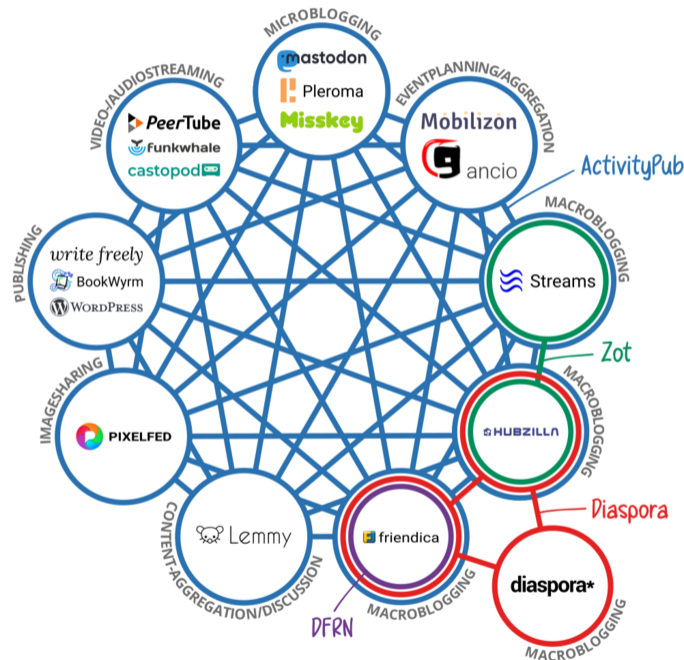 MICROBLOGGING
mastodon
Pleroma
Misskey
EVENTPLANNING/AGGREGATION
Mobilizon
gancio
VIDEO-/AUDIOSTREAMING
PeerTube
funkwhale
castopod
ActivityPub
MACROBLOGGING
Streams
PUBLISHING
write freely
BookWyrm
WORDPRESS
Zot
IMAGESHARING
PIXELFED
MACROBLOGGING
HUBZILLA
Diaspora
CONTENT-AGGREGATION/DISCUSSION
Lemmy
friendica
MACROBLOGGING
DFRN
diaspora*
MACROBLOGGING